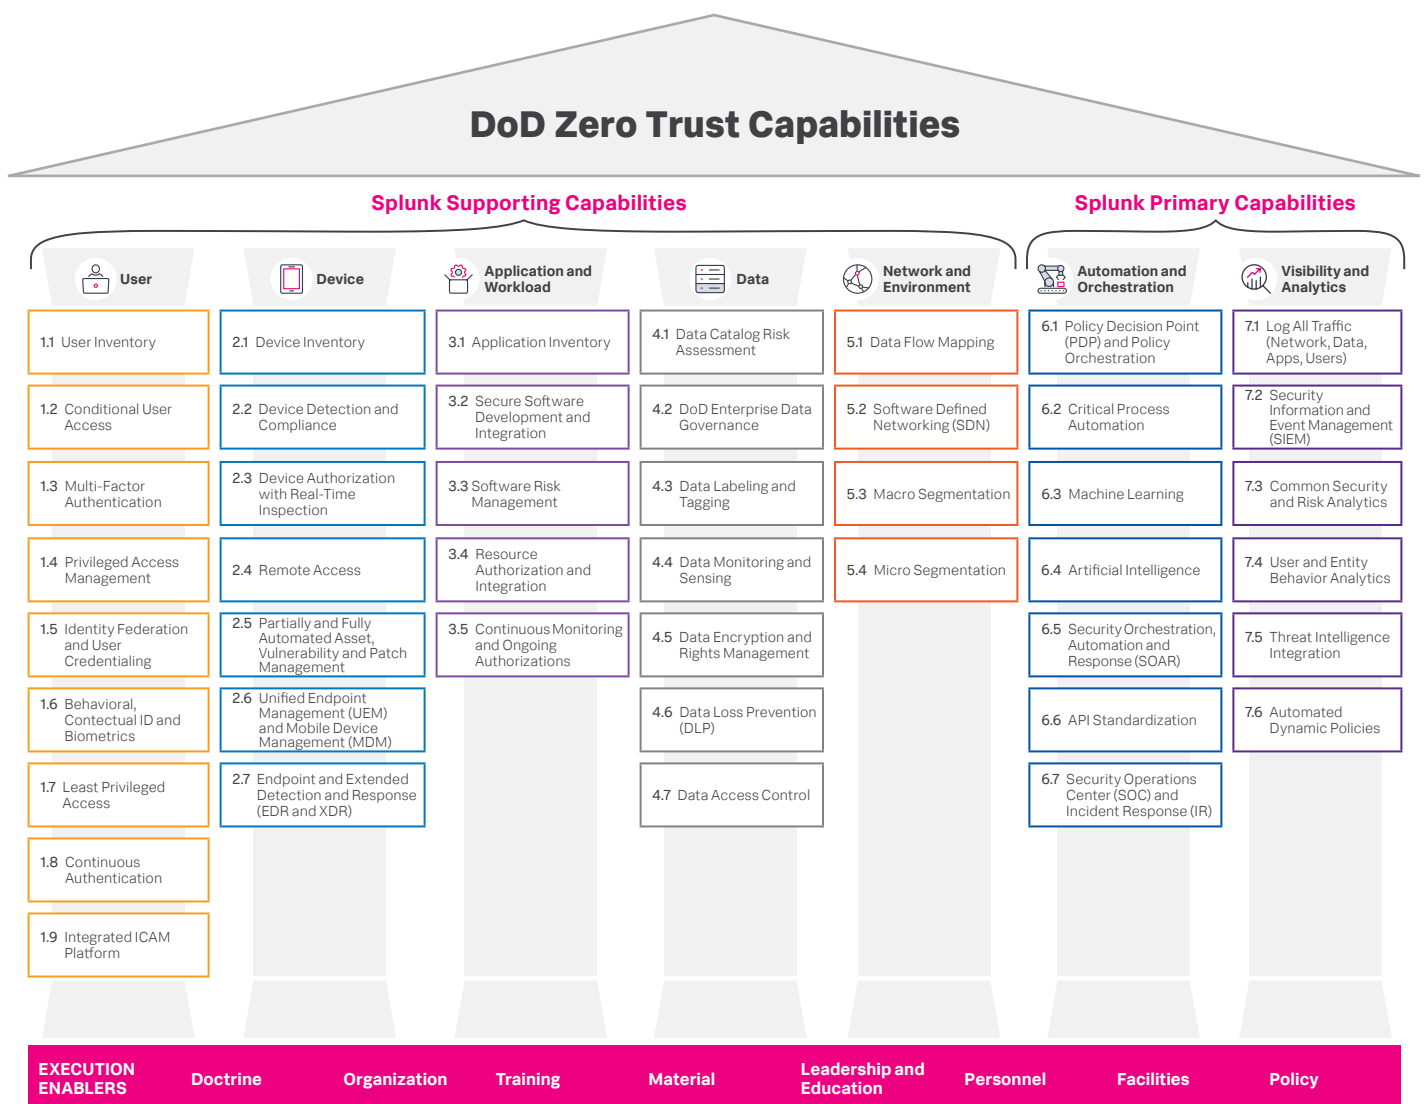 DoD Zero Trust Capabilities
Splunk Supporting Capabilities
Splunk Primary Capabilities
User
1.1 User Inventory
1.2 Conditional User
Access
1.3 Multi-Factor
Authentication
1.4 Privileged Access
Management
1.5 Identity Federation
and User
Credentialing
1.6 Behavioral,
Contectual ID and
Biometrics
1.7 Least Privileged
Access
1.8 Continuous
Authentication
1.9 Integrated ICAM
Platform
Device
2.1 Device Inventory
2.2 Device Detection and
Compliance
2.3 Device Authorization
with Real-Time
Inspection
2.4 Remote Access
2.5 Partially and Fully
Automated Asset,
Vulnerability and Patch
Management
2.6 Unified Endpoint
Management (UEM)
and Mobile Device
Management (MDM)
2.7 Endpoint and Extended
Detection and Response
(EDR and XDR)
Application and
Workload
3.1 Application Inventory
3.2 Secure Software
Development and
Integration
3.3 Software Risk
Management
3.4 Resource
Authorization and
Integration
3.5 Continuous Monitoring
and Ongoing
Authorizations
Data
4.1 Data Catalog Risk
Assessment
4.2 DoD Enterprise Data
Governance
4.3 Data Labeling and
Tagging
4.4 Data Monitoring and
Sensing
4.5 Data Encryption and
Rights Management
4.6 Data Loss Prevention
(DLP)
4.7 Data Access Control
Network and
Environment
5.1 Data Flow Mapping
5.2 Software Defined
Networking (SDN)
5.3 Macro Segmentation
5.4 Micro Segmentation
Automation and
Orchestration
6.1 Policy Decision Point
(PDP) and Policy
Orchestration
6.2 Critical Process
Automation
6.3 Machine Learning
6.4 Artificial Intelligence
6.5 Security Orchestration,
Automation and
Response (SOAR)
6.6 API Standardization
6.7 Security Operations
Center (SOC) and
Incident Response (IR)
Visibility and
Analytics
7.1 Log All Traffic
(Network, Data,
Apps, Users)
7.2 Security
Information and
Event Management
(SIEM)
7.3 Common Security
and Risk Analytics
7.4 User and Entity
Behavior Analytics
7.5 Threat Intelligence
Integration
7.6 Automated
Dynamic Policies
EXECUTION
ENABLERS
Doctrine
Organization
Training
Material
Leadership and
Education
Personnel
Facilities
Policy